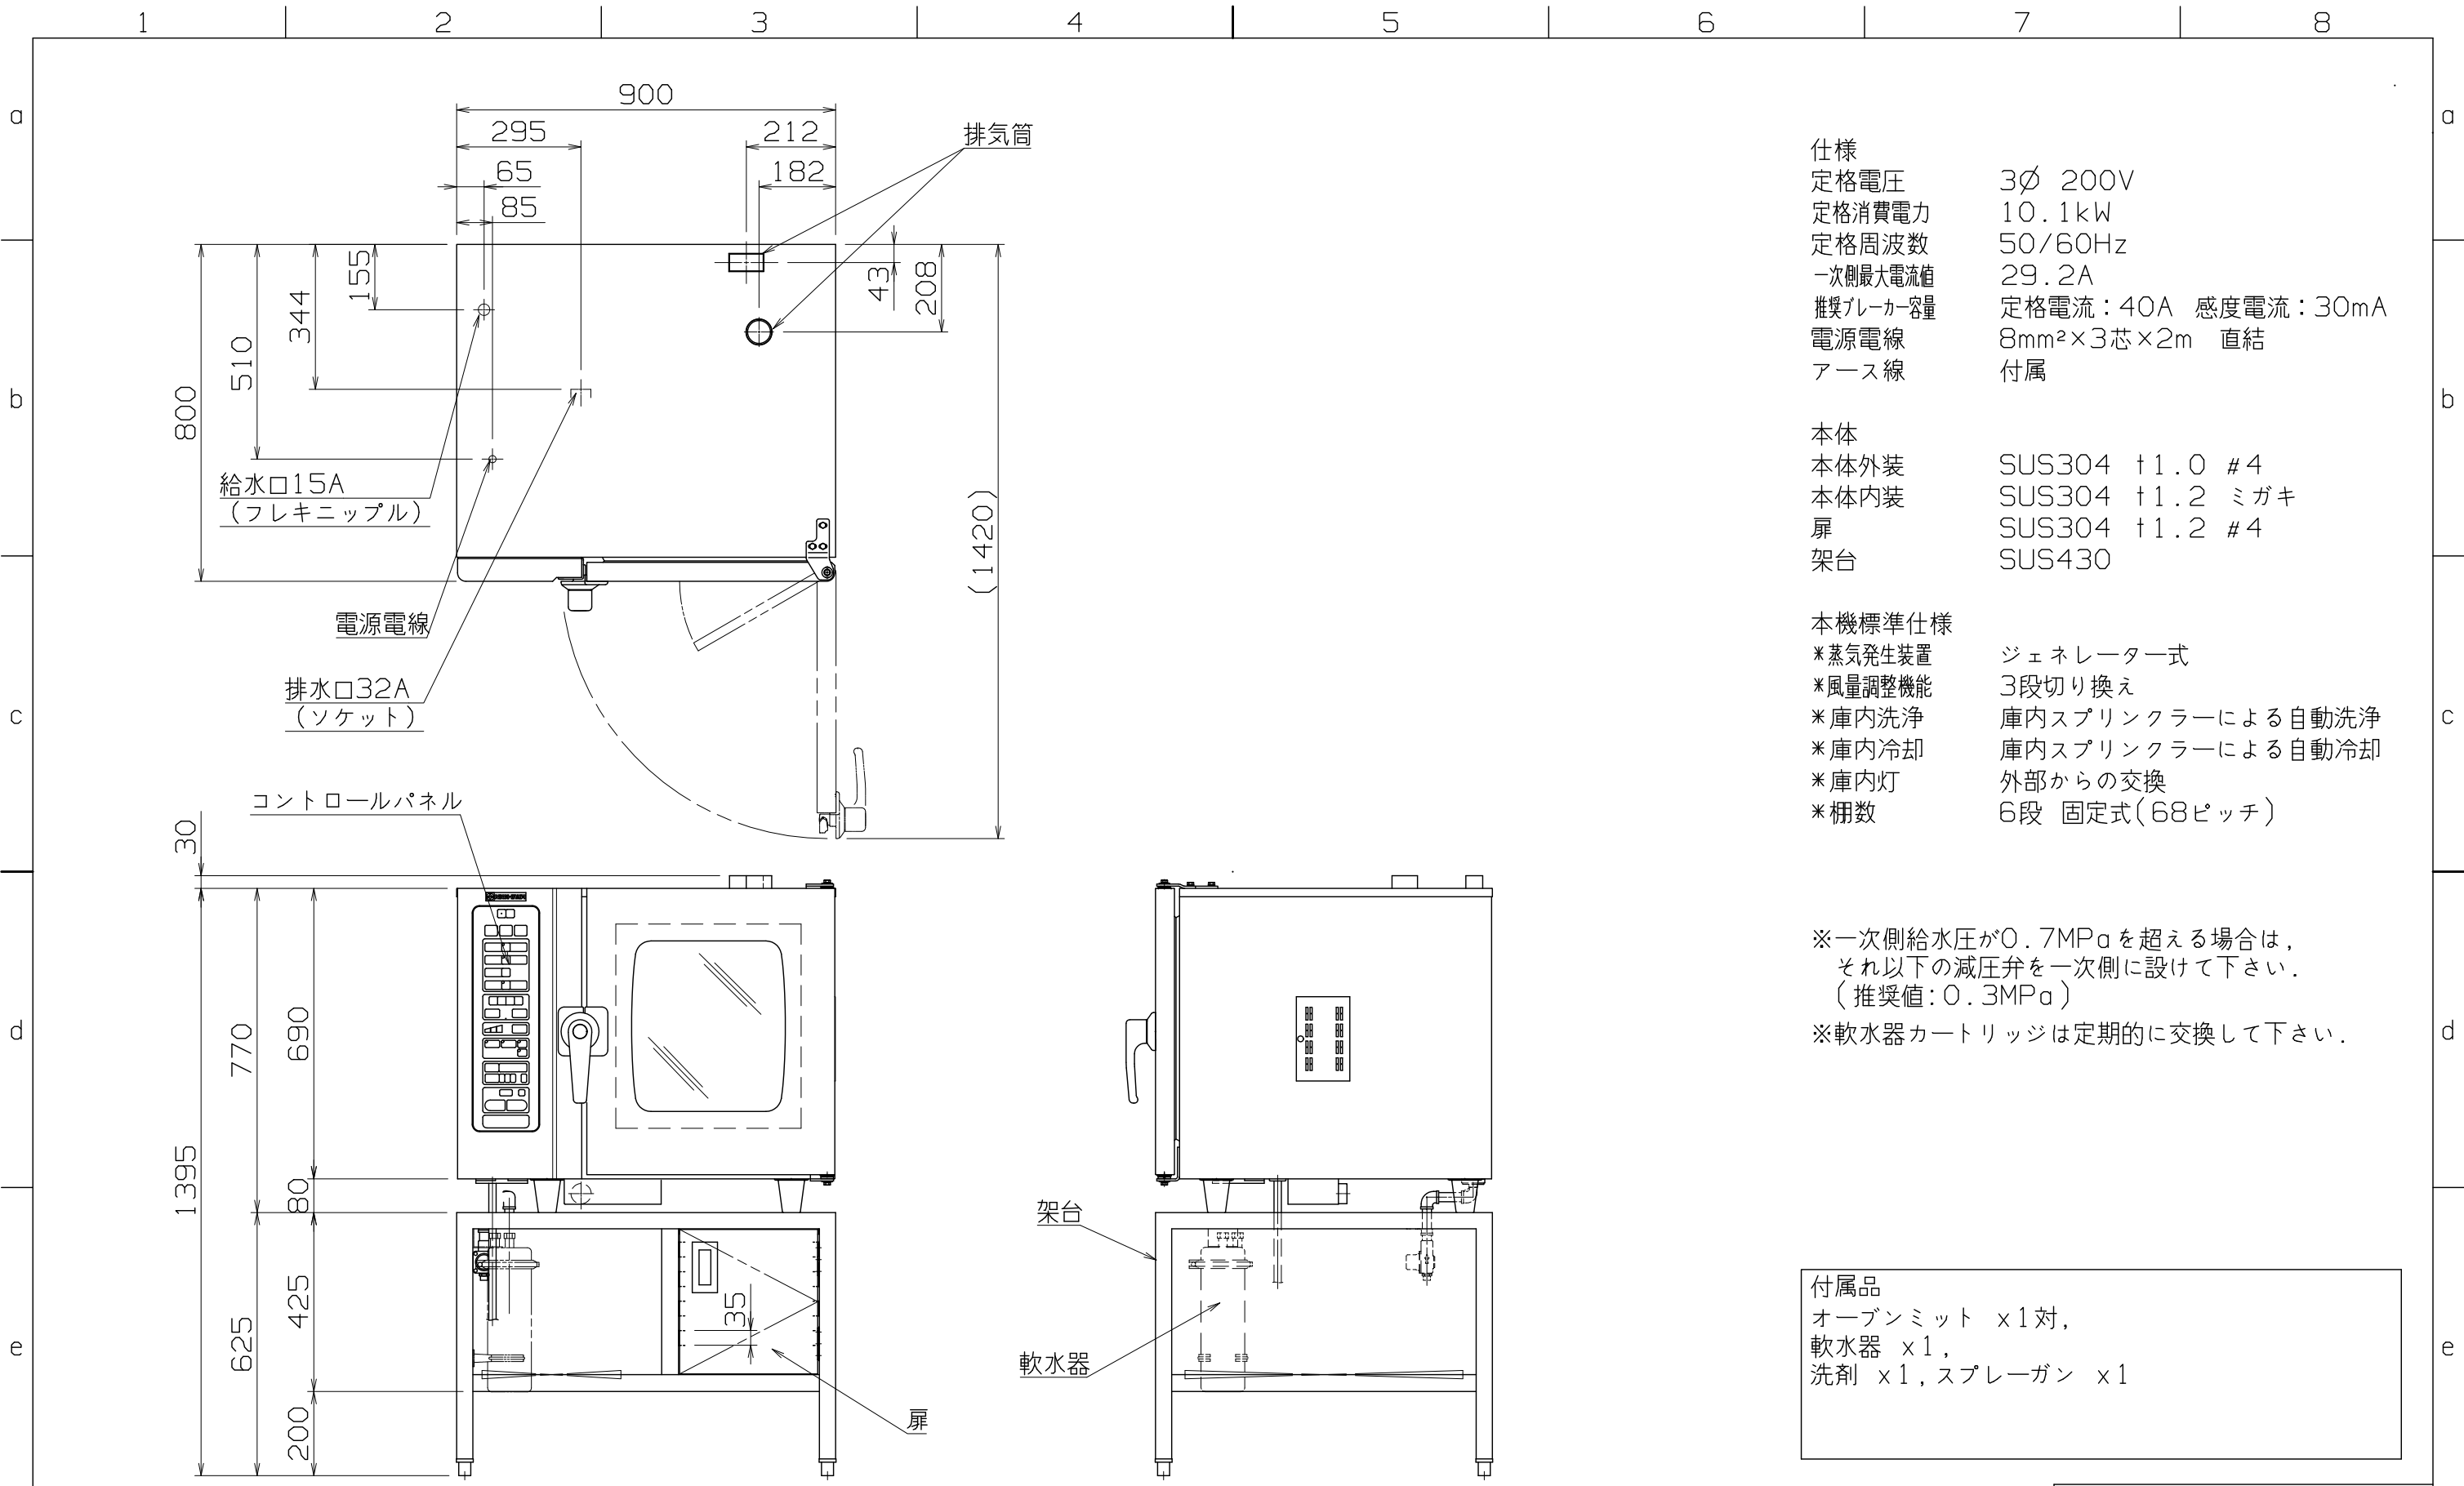 1 2 3 4 5 6 7 8
a a
b b
c c
d d
e e
900
295
212
排気筒
65
182
85
155
344
510
800
43
208
(1420)
給水口15A
(フレキニップル)
電源電線
排水口32A
(ソケット)
コントロールパネル
30
770
690
1395
80
425
625
200
35
扉
架台
軟水器
仕様
定格電圧 3∅ 200V
定格消費電力 10.1kW
定格周波数 50/60Hz
一次側最大電流値 29.2A
推奨ブレーカー容量 定格電流：40A 感度電流：30mA
電源電線 8mm²×3芯×2m 直結
アース線 付属
本体
本体外装 SUS304 t1.0 #4
本体内装 SUS304 t1.2 ミガキ
扉 SUS304 t1.2 #4
架台 SUS430
本機標準仕様
*蒸気発生装置 ジェネレーター式
*風量調整機能 3段切り換え
*庫内洗浄 庫内スプリンクラーによる自動洗浄
*庫内冷却 庫内スプリンクラーによる自動冷却
*庫内灯 外部からの交換
*棚数 6段 固定式(68ピッチ)
※一次側給水圧が0.7MPaを超える場合は,
それ以下の減圧弁を一次側に設けて下さい.
(推奨値:0.3MPa)
※軟水器カートリッジは定期的に交換して下さい.
付属品
オーブンミット x1対,
軟水器 x1,
洗剤 x1,スプレーガン x1